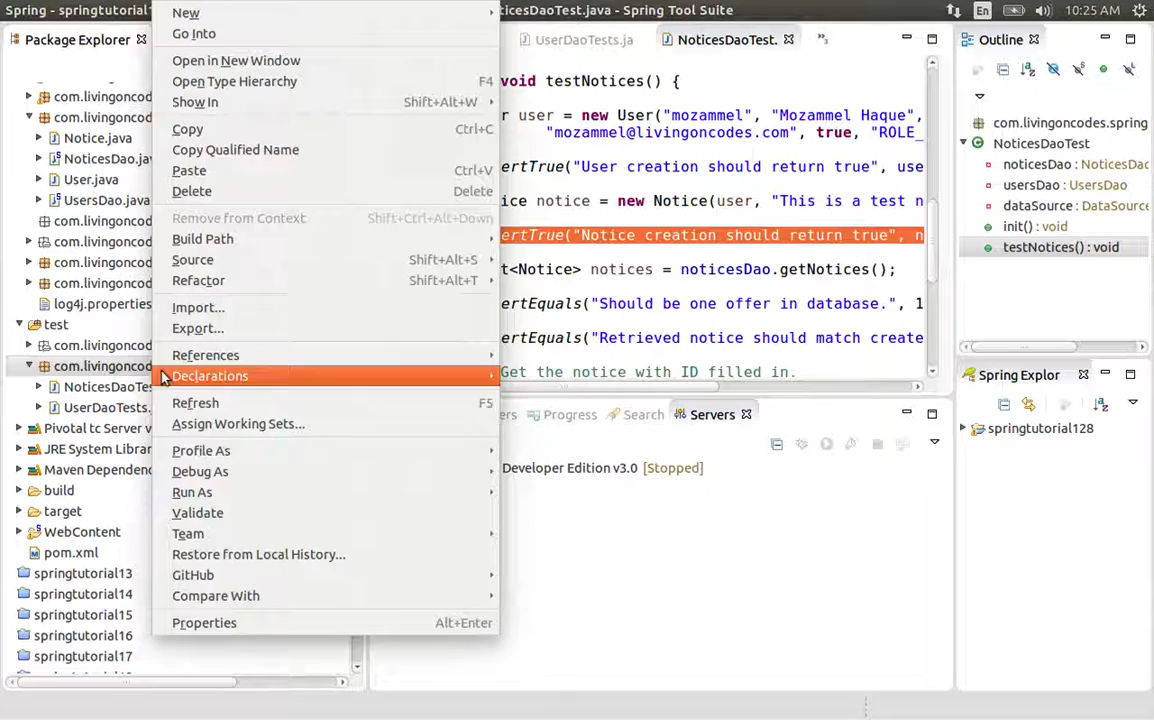 Spring - springtutorial
ticesDaoTest.java - Spring Tool Suite
En
10:25 AM
Package Explorer
com.livingoncod
com.livingoncod
Notice.java
NoticesDao.jav
User.java
UsersDao.java
com.livingoncod
com.livingoncod
com.livingoncod
com.livingoncod
log4j.properties
test
com.livingoncod
com.livingoncod
NoticesDaoTes
UserDaoTests.
Pivotal tc Server v
JRE System Librar
Maven Dependenc
build
target
WebContent
pom.xml
springtutorial13
springtutorial14
springtutorial15
springtutorial16
springtutorial17
New
Go Into
Open in New Window
Open Type Hierarchy F4
Show In Shift+Alt+W
Copy Ctrl+C
Copy Qualified Name
Paste Ctrl+V
Delete Delete
Remove from Context Shift+Ctrl+Alt+Down
Build Path
Source Shift+Alt+S
Refactor Shift+Alt+T
Import...
Export...
References
Declarations
Refresh F5
Assign Working Sets...
Profile As
Debug As
Run As
Validate
Team
Restore from Local History...
GitHub
Compare With
Properties Alt+Enter
UserDaoTests.ja
NoticesDaoTest.
void testNotices() {
r user = new User("mozammel", "Mozammel Haque",
"mozammel@livingoncodes.com", true, "ROLE_
ertTrue("User creation should return true", use
ice notice = new Notice(user, "This is a test n
ertTrue("Notice creation should return true", n
t<Notice> notices = noticesDao.getNotices();
ertEquals("Should be one offer in database.", 1
ertEquals("Retrieved notice should match create
Get the notice with ID filled in.
ers
Progress
Search
Servers
Developer Edition v3.0 [Stopped]
Outline
com.livingoncodes.spring
NoticesDaoTest
noticesDao : NoticesDao
usersDao : UsersDao
dataSource : DataSource
init() : void
testNotices() : void
Spring Explor
springtutorial128